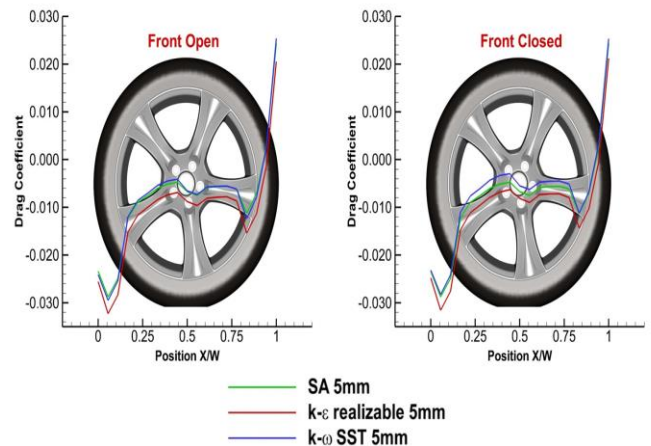 Front Open
Drag Coefficient
0.030
0.020
0.010
0.000
-0.010
-0.020
-0.030
0 0.25 0.5 0.75 1
Position X/W
Front Closed
Drag Coefficient
0.030
0.020
0.010
0.000
-0.010
-0.020
-0.030
0 0.25 0.5 0.75 1
Position X/W
SA 5mm
k-ε realizable 5mm
k-ω SST 5mm